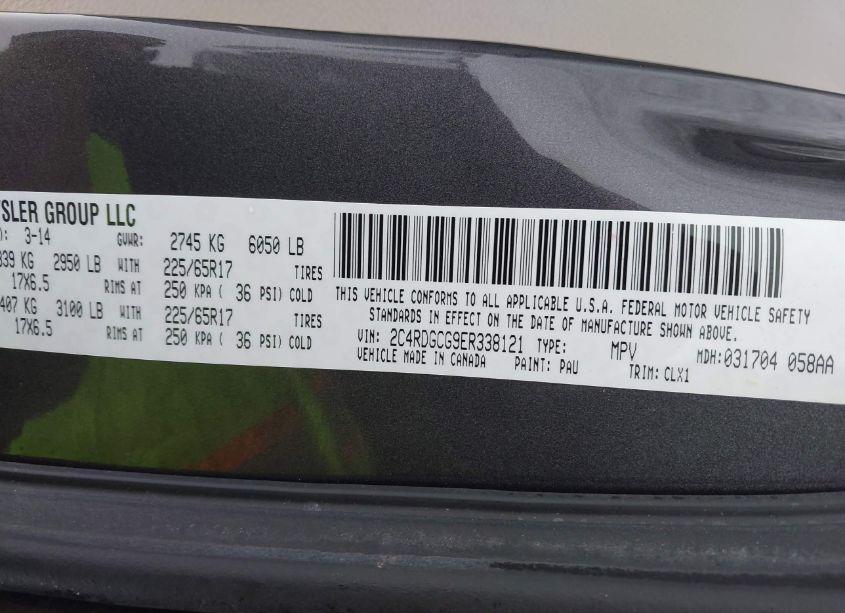 SLER GROUP LLC
): 3-14 GVWR: 2745 KG 6050 LB
339 KG 2950 LB WITH 225/65R17 TIRES
17X6.5 RIMS AT 250 KPA ( 36 PSI) COLD
407 KG 3100 LB WITH 225/65R17 TIRES
17X6.5 RIMS AT 250 KPA ( 36 PSI) COLD
THIS VEHICLE CONFORMS TO ALL APPLICABLE U.S.A. FEDERAL MOTOR VEHICLE SAFETY
STANDARDS IN EFFECT ON THE DATE OF MANUFACTURE SHOWN ABOVE.
VIN: 2C4RDGCG9ER338121 TYPE: MPV MDH:031704 058AA
VEHICLE MADE IN CANADA PAINT: PAU TRIM: CLX1